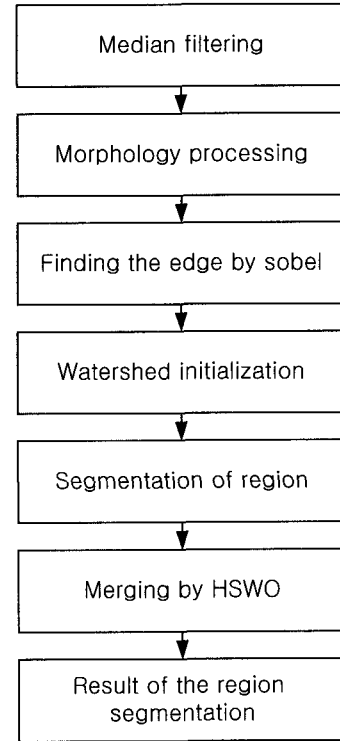 Median filtering
Morphology processing
Finding the edge by sobel
Watershed initialization
Segmentation of region
Merging by HSWO
Result of the region
segmentation